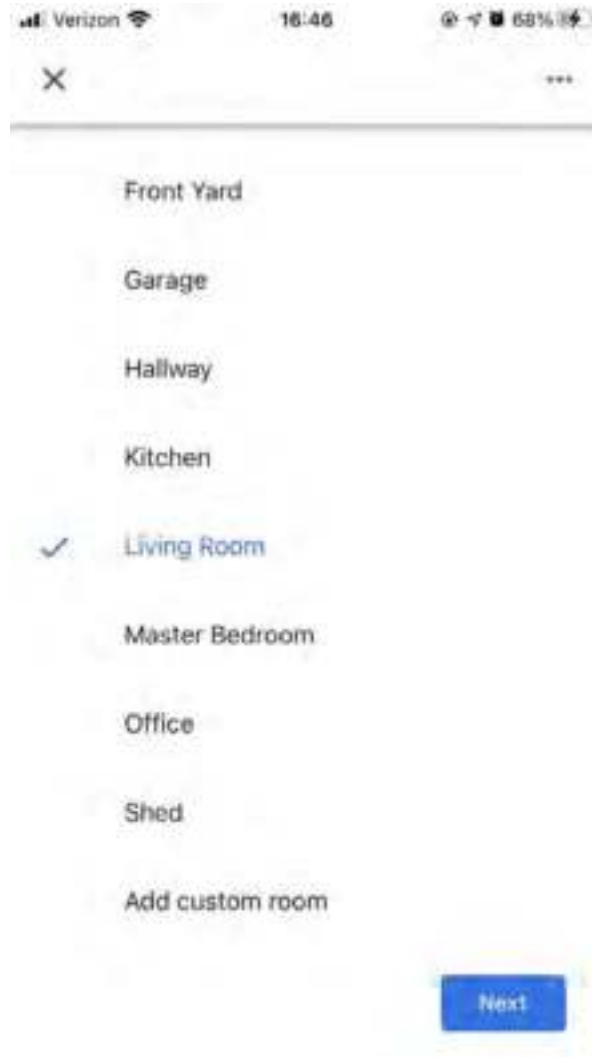 Verizon 16:46 68%
Front Yard
Garage
Hallway
Kitchen
Living Room
Master Bedroom
Office
Shed
Add custom room
Next